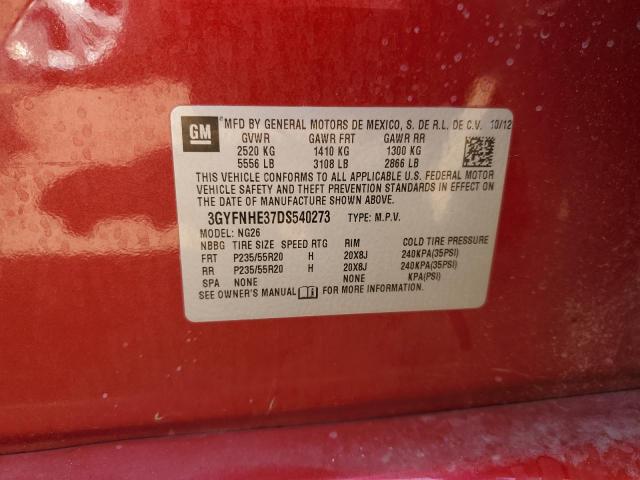 GM
MFD BY GENERAL MOTORS DE MEXICO, S. DE R.L. DE C.V. 10/12
GVWR GAWR FRT GAWR RR
2520 KG 1410 KG 1300 KG
5556 LB 3108 LB 2866 LB
THIS VEHICLE CONFORMS TO ALL APPLICABLE U.S. FEDERAL MOTOR
VEHICLE SAFETY AND THEFT PREVENTION STANDARDS IN EFFECT ON
THE DATE OF MANUFACTURE SHOWN ABOVE.
3GYFNHE37DS540273 TYPE: M.P.V.
MODEL: NG26
NBBG TIRE SIZE SPEED RTG RIM COLD TIRE PRESSURE
FRT P235/55R20 H 20X8J 240KPA(35PSI)
RR P235/55R20 H 20X8J 240KPA(35PSI)
SPA NONE NONE KPA(PSI)
SEE OWNER'S MANUAL FOR MORE INFORMATION.